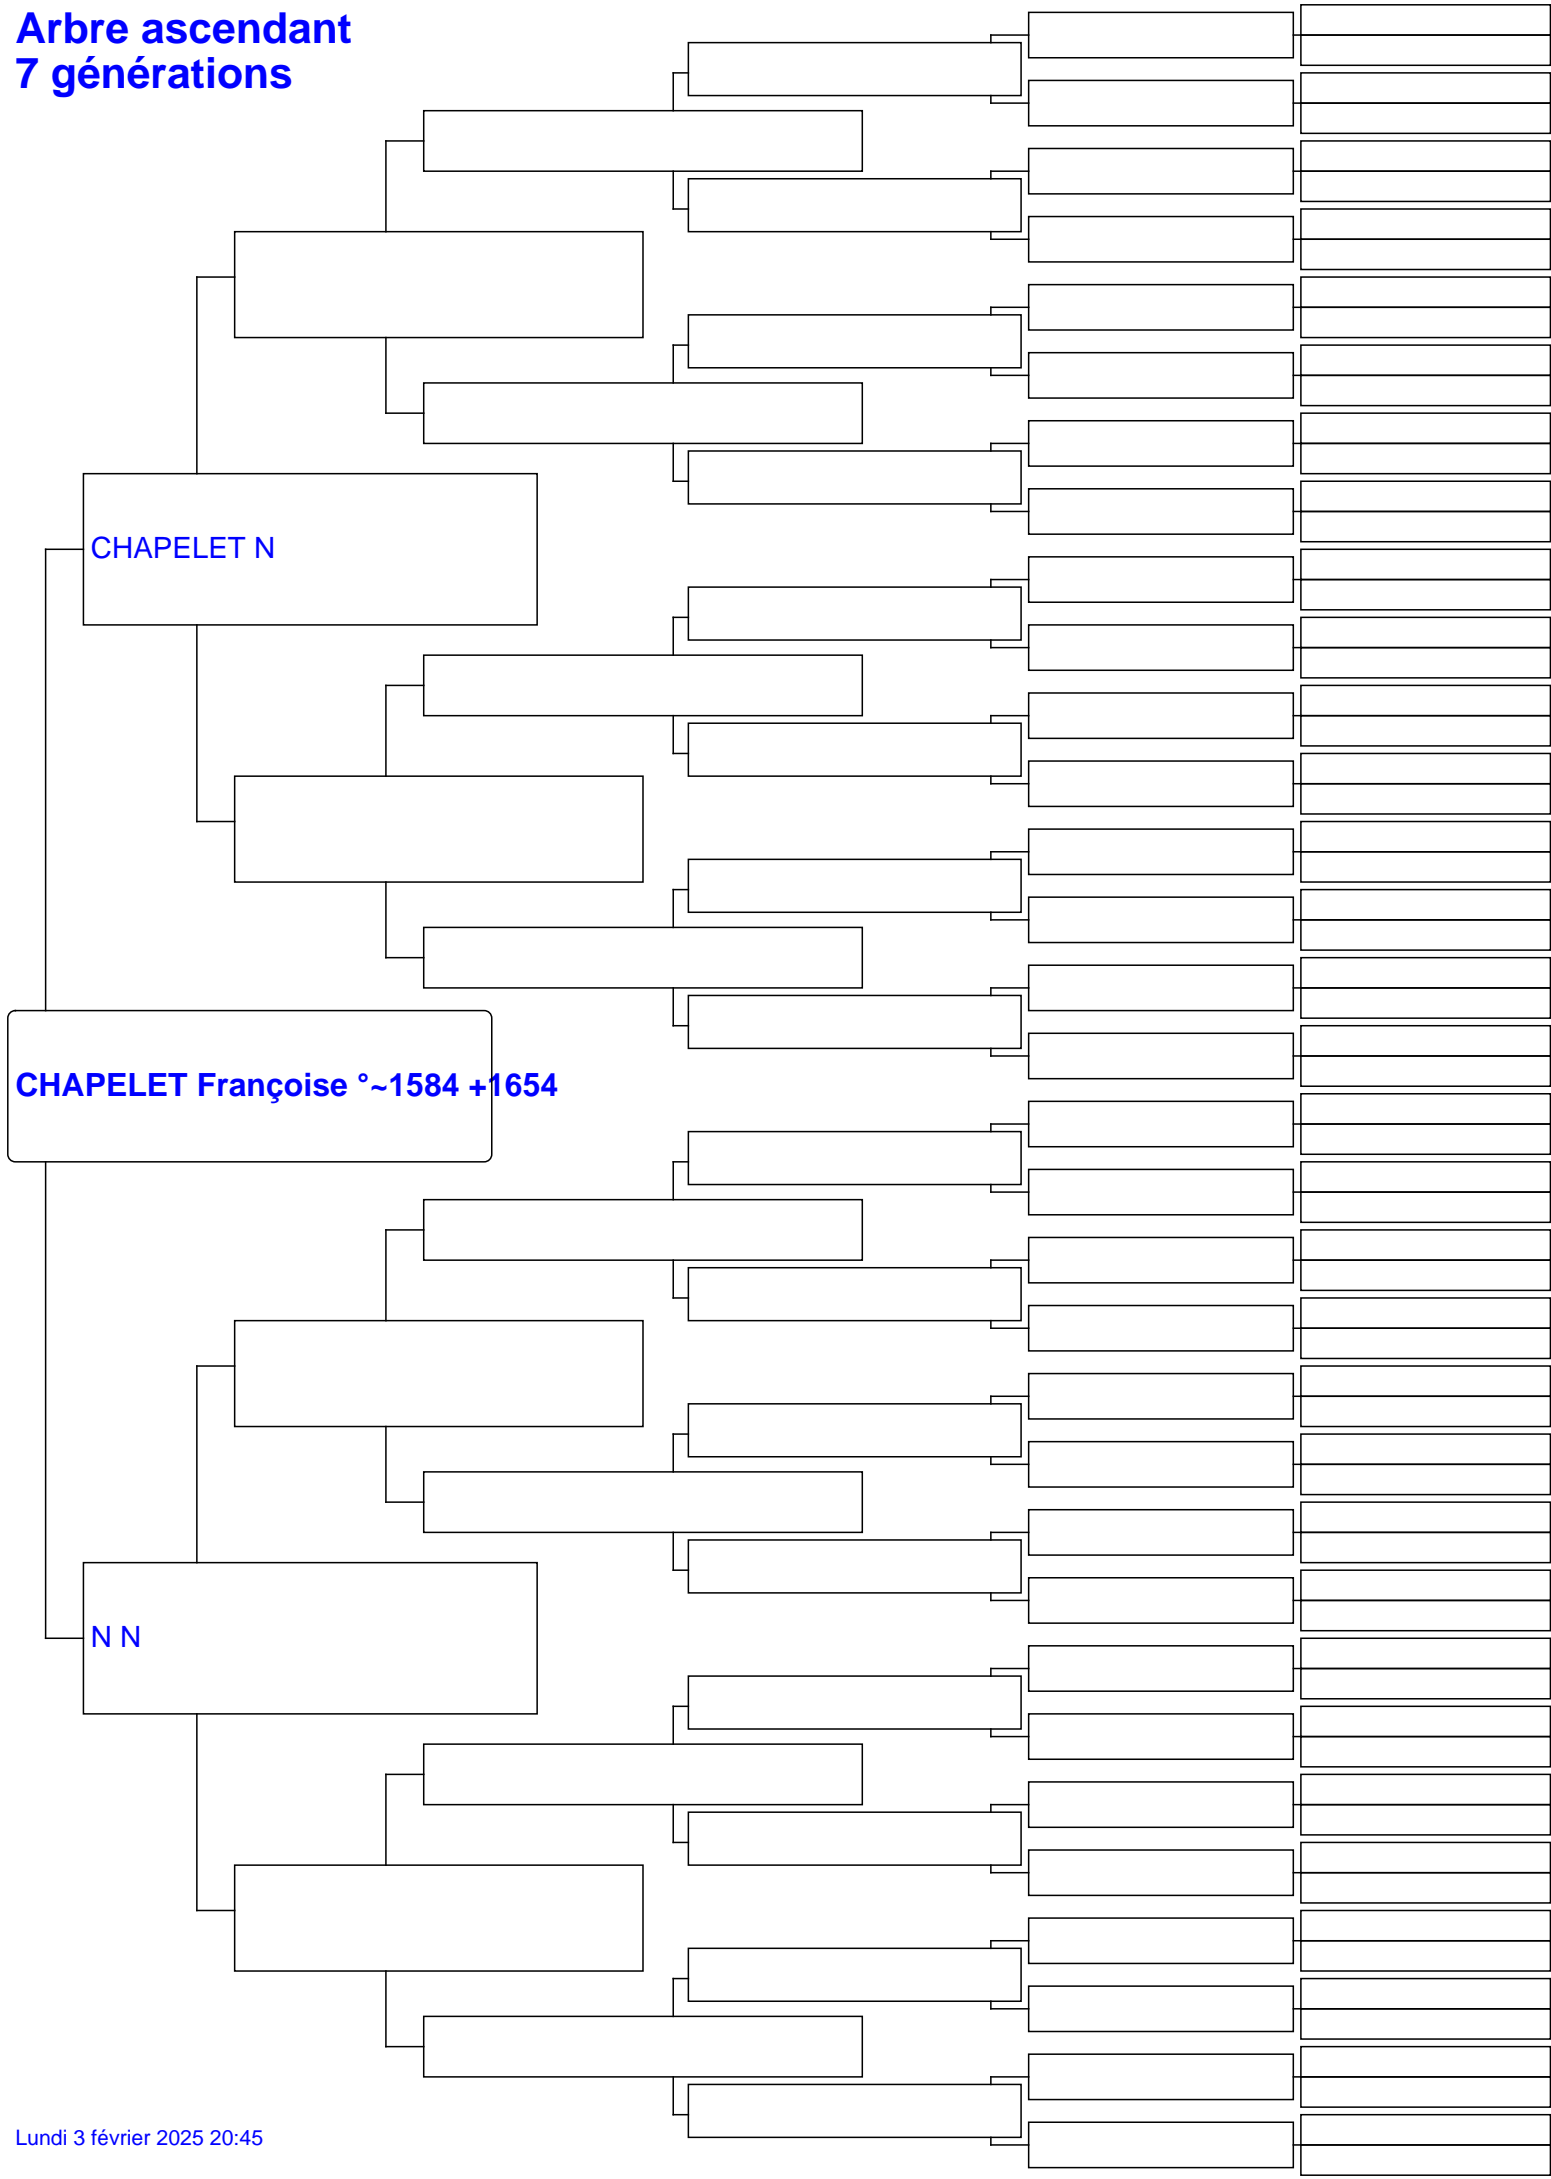 Arbre ascendant
7 générations
CHAPELET N
CHAPELET Françoise °~1584 +1654
N N
Lundi 3 février 2025 20:45